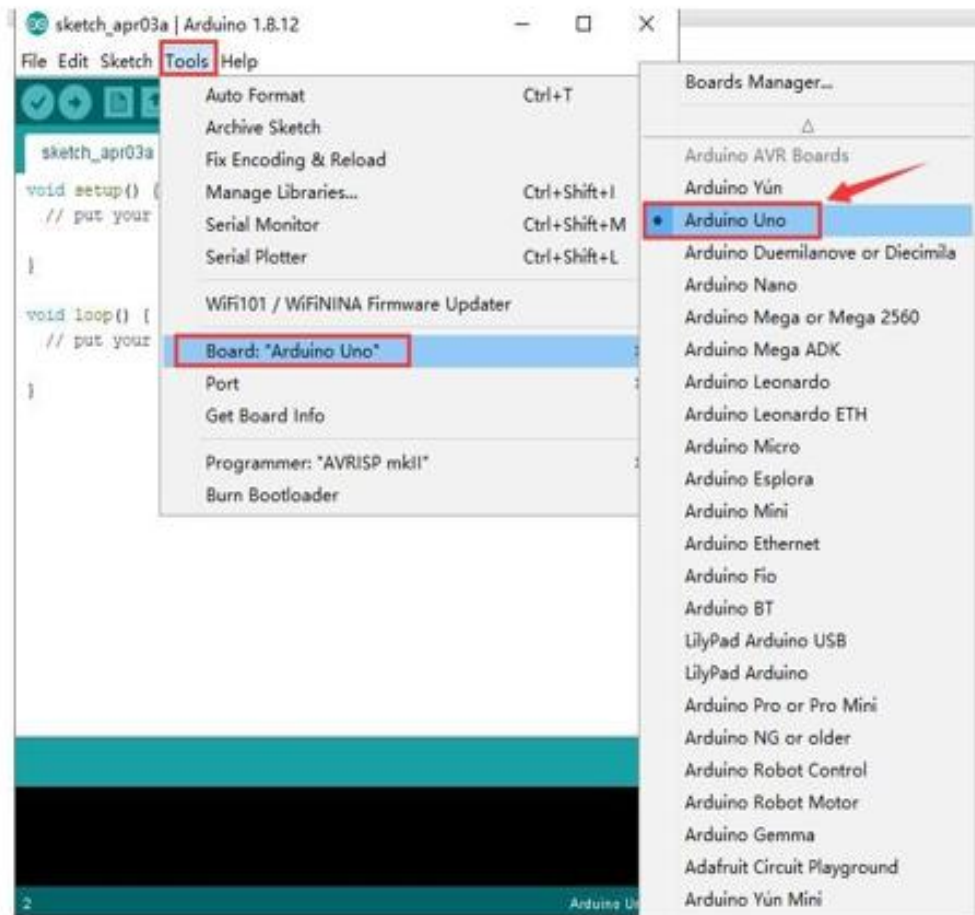 sketch_apr03a | Arduino 1.8.12
File Edit Sketch Tools Help
sketch_apr03a
void setup() {
// put your
}
void loop() {
// put your
}
Auto Format Ctrl+T
Archive Sketch
Fix Encoding & Reload
Manage Libraries... Ctrl+Shift+I
Serial Monitor Ctrl+Shift+M
Serial Plotter Ctrl+Shift+L
WiFi101 / WiFiNINA Firmware Updater
Board: "Arduino Uno"
Port
Get Board Info
Programmer: "AVRISP mkII"
Burn Bootloader
Boards Manager...
Arduino AVR Boards
Arduino Yún
Arduino Uno
Arduino Duemilanove or Diecimila
Arduino Nano
Arduino Mega or Mega 2560
Arduino Mega ADK
Arduino Leonardo
Arduino Leonardo ETH
Arduino Micro
Arduino Esplora
Arduino Mini
Arduino Ethernet
Arduino Fio
Arduino BT
LilyPad Arduino USB
LilyPad Arduino
Arduino Pro or Pro Mini
Arduino NG or older
Arduino Robot Control
Arduino Robot Motor
Arduino Gemma
Adafruit Circuit Playground
Arduino Yún Mini
2 Arduino